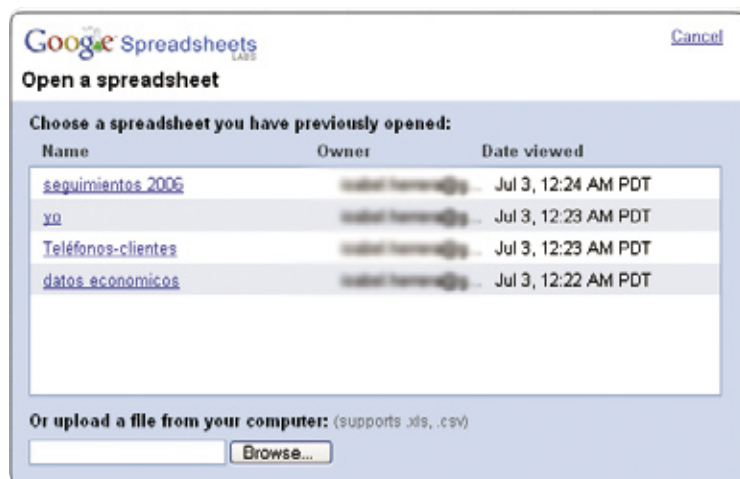 Google Spreadsheets Cancel
LABS
Open a spreadsheet
Choose a spreadsheet you have previously opened:
Name Owner Date viewed
seguimientos 2006 Jul 3, 12:24 AM PDT
yo Jul 3, 12:23 AM PDT
Teléfonos-clientes Jul 3, 12:23 AM PDT
datos economicos Jul 3, 12:22 AM PDT
Or upload a file from your computer: (supports .xls, .csv)
Browse...